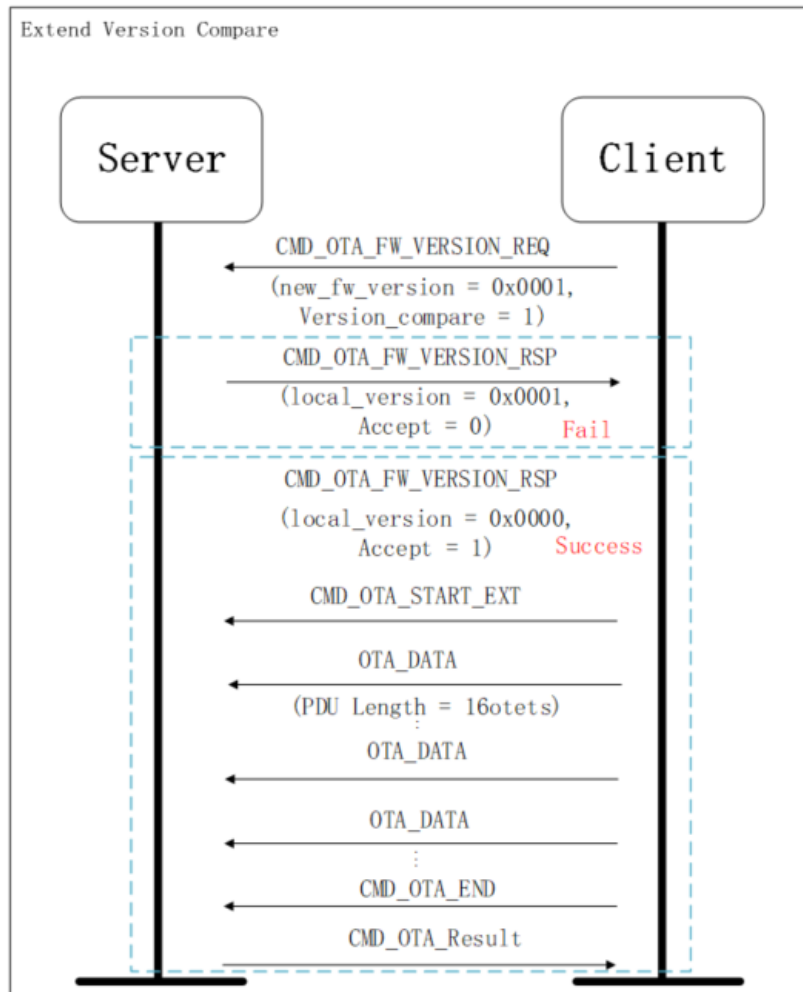 Extend Version Compare
Server
Client
CMD_OTA_FW_VERSION_REQ
(new_fw_version = 0x0001,
Version_compare = 1)
CMD_OTA_FW_VERSION_RSP
(local_version = 0x0001,
Accept = 0)
Fail
CMD_OTA_FW_VERSION_RSP
(local_version = 0x0000,
Accept = 1)
Success
CMD_OTA_START_EXT
OTA_DATA
(PDU Length = 16otets)
⋮
OTA_DATA
OTA_DATA
⋮
CMD_OTA_END
CMD_OTA_Result